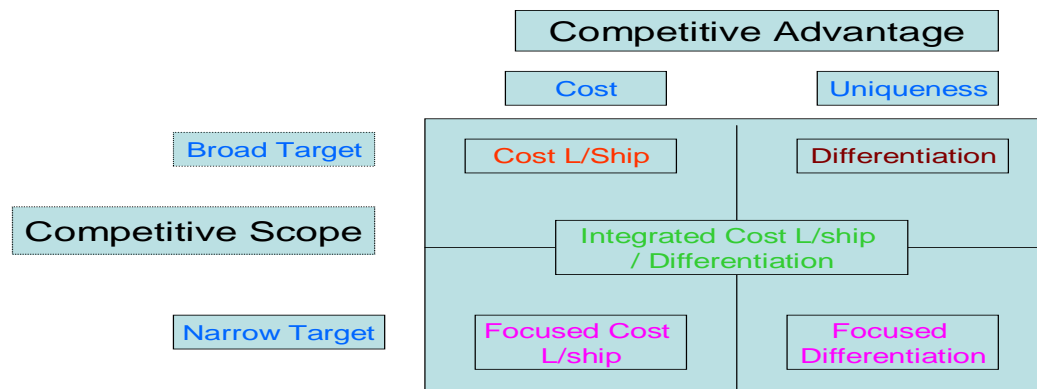 Competitive Advantage
Cost
Uniqueness
Broad Target
Cost L/Ship
Differentiation
Competitive Scope
Integrated Cost L/ship
/ Differentiation
Narrow Target
Focused Cost
L/ship
Focused
Differentiation